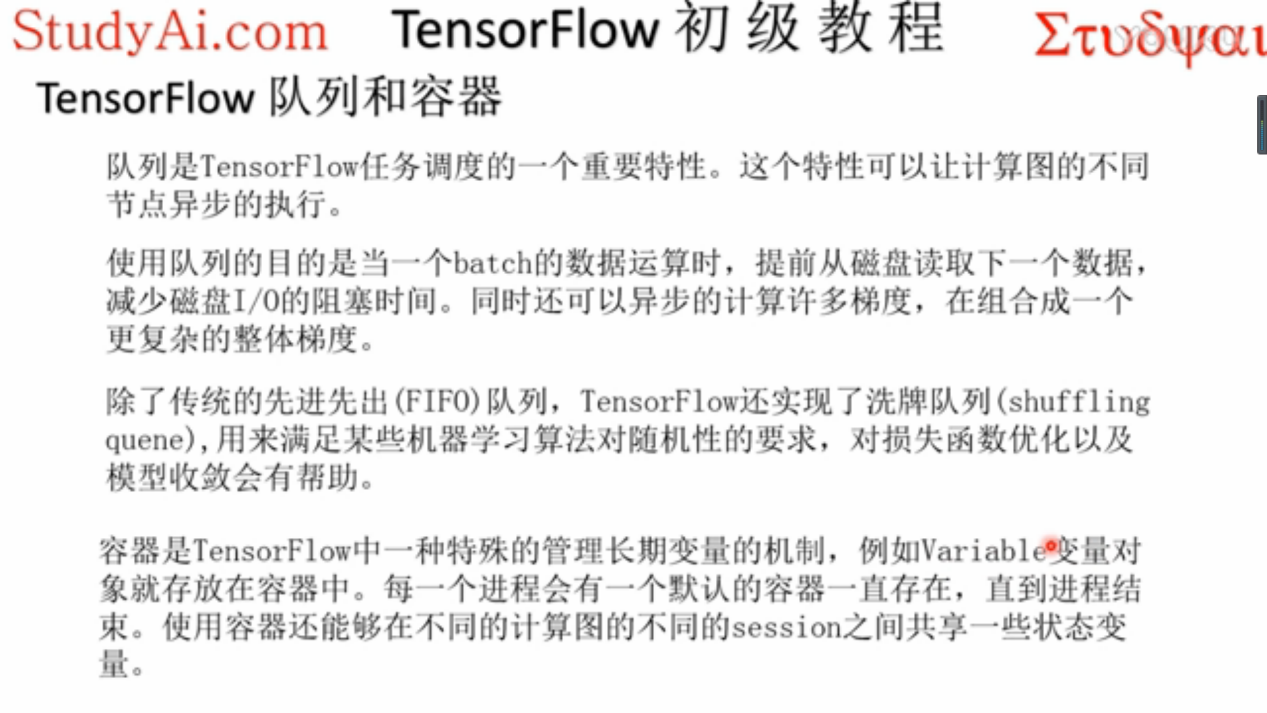 StudyAi.com
TensorFlow 初 级 教 程
Στυδψαι
TensorFlow 队列和容器
队列是TensorFlow任务调度的一个重要特性。这个特性可以让计算图的不同
节点异步的执行。
使用队列的目的是当一个batch的数据运算时，提前从磁盘读取下一个数据，
减少磁盘I/O的阻塞时间。同时还可以异步的计算许多梯度，在组合成一个
更复杂的整体梯度。
除了传统的先进先出(FIFO)队列，TensorFlow还实现了洗牌队列(shuffling
quene),用来满足某些机器学习算法对随机性的要求，对损失函数优化以及
模型收敛会有帮助。
容器是TensorFlow中一种特殊的管理长期变量的机制，例如Variable变量对
象就存放在容器中。每一个进程会有一个默认的容器一直存在，直到进程结
束。使用容器还能够在不同的计算图的不同的session之间共享一些状态变
量。